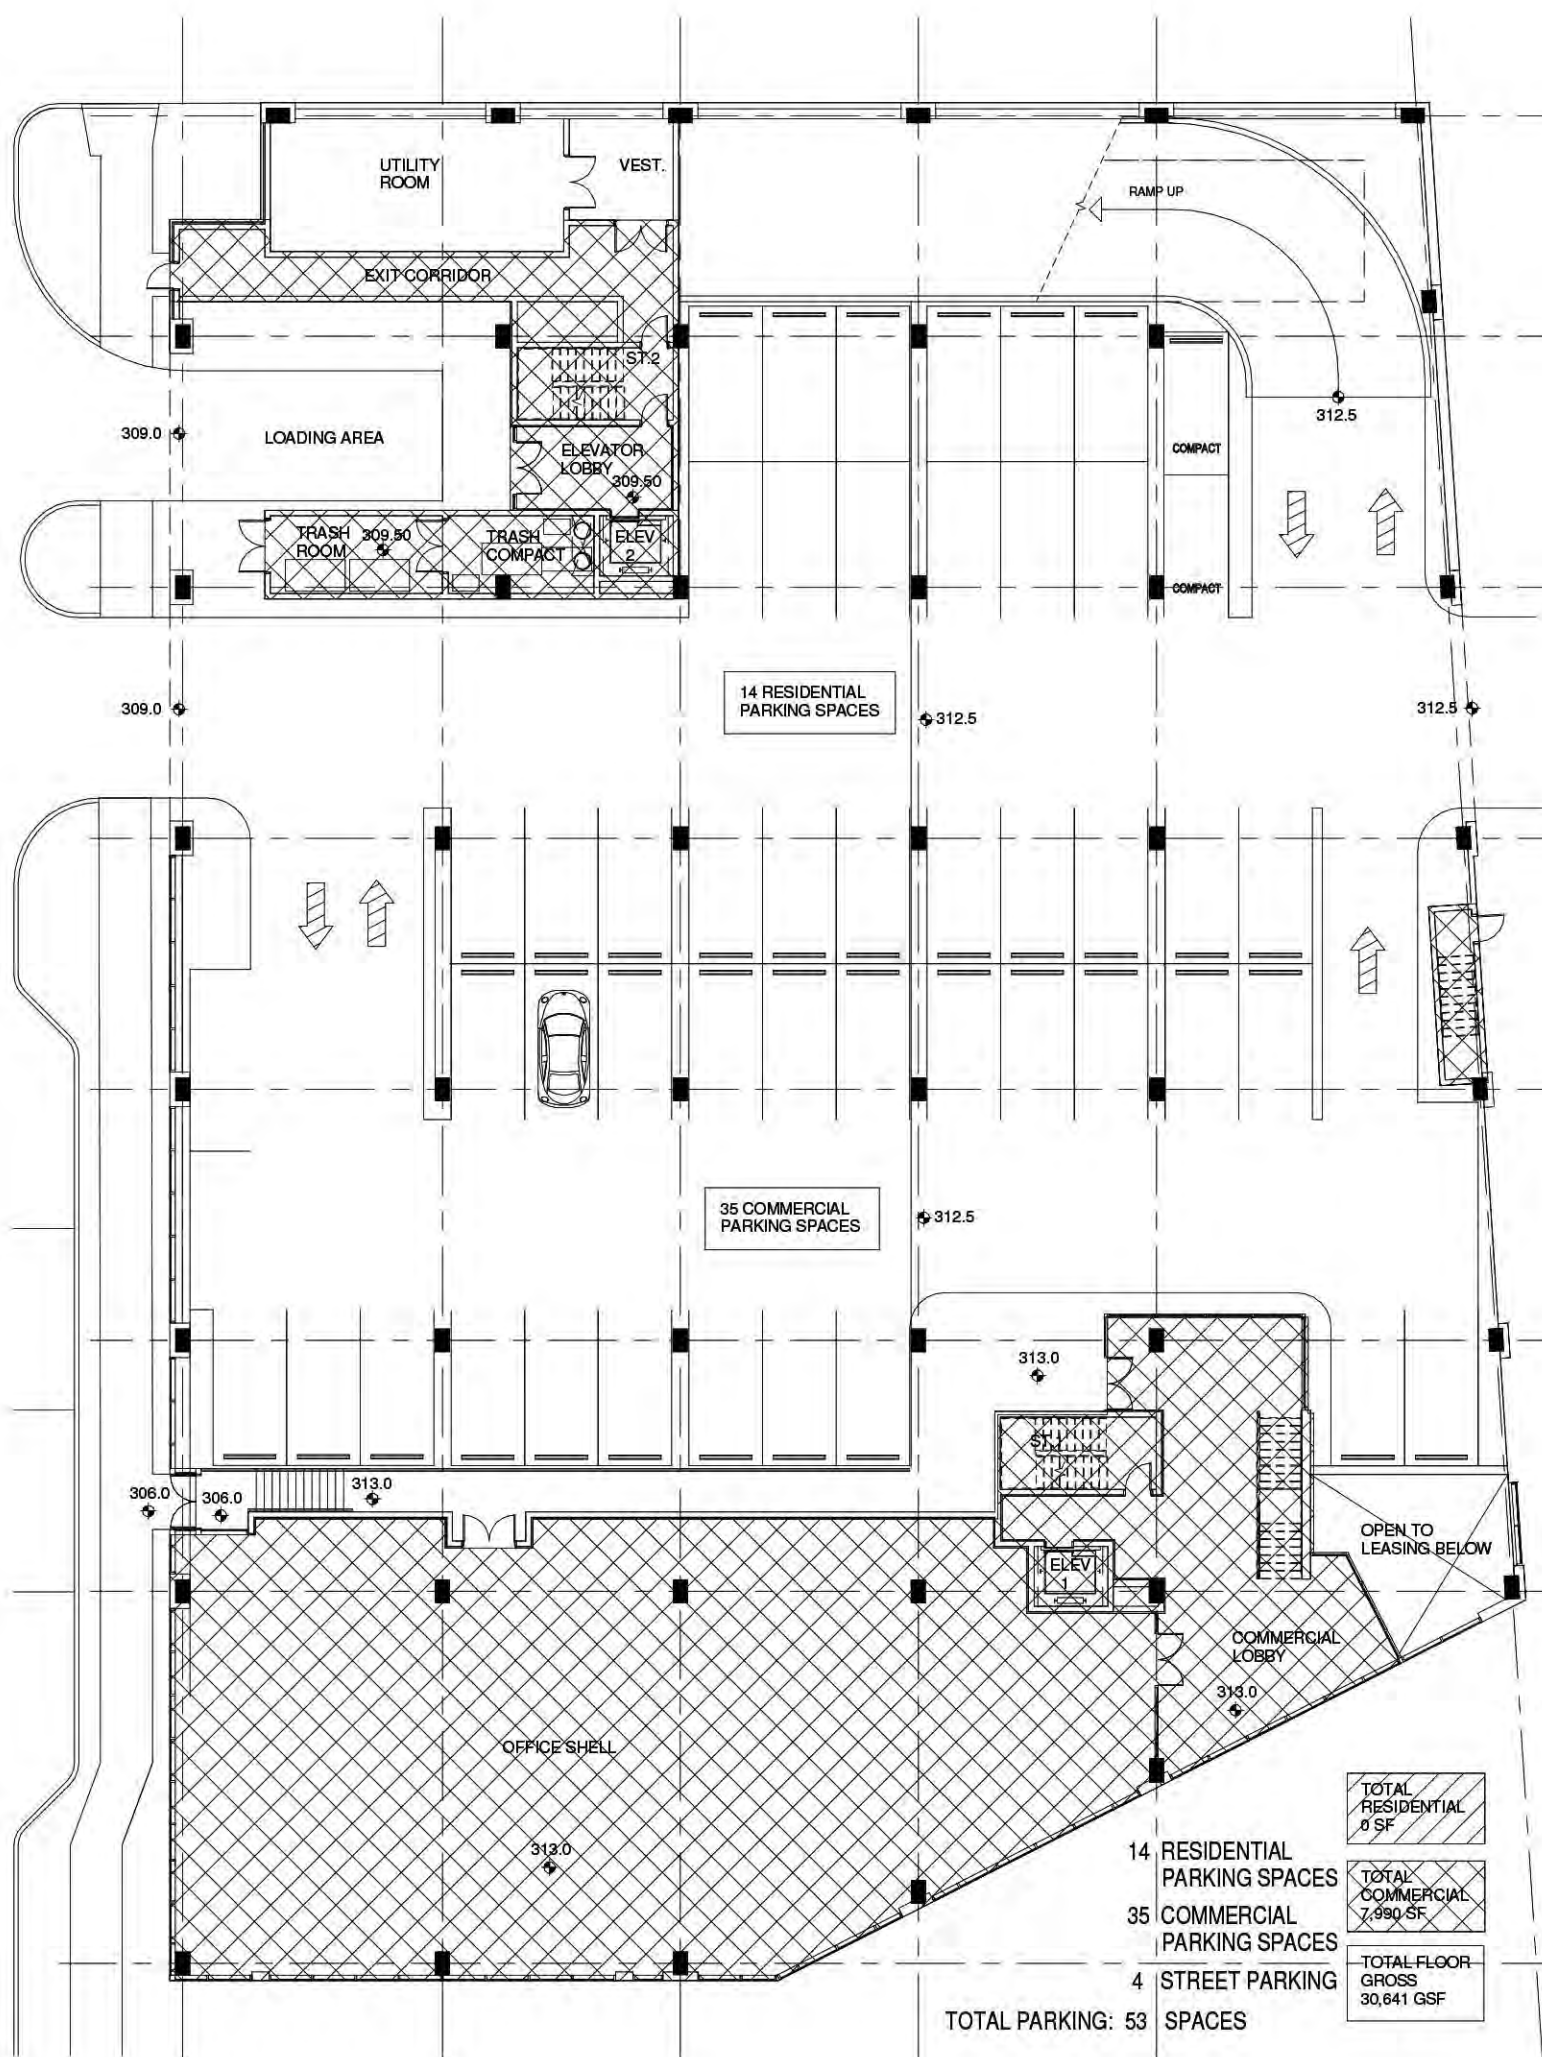 UTILITY
ROOM
VEST.
RAMP UP
EXIT CORRIDOR
ST.2
312.5
309.0
LOADING AREA
ELEVATOR
LOBBY
309.50
COMPACT
TRASH
ROOM
309.50
TRASH
COMPACT
ELEV
2
COMPACT
14 RESIDENTIAL
PARKING SPACES
309.0
312.5
312.5
35 COMMERCIAL
PARKING SPACES
312.5
313.0
306.0
306.0
313.0
OPEN TO
LEASING BELOW
ELEV
1
COMMERCIAL
LOBBY
313.0
OFFICE SHELL
313.0
TOTAL
RESIDENTIAL
0 SF
14 RESIDENTIAL
PARKING SPACES
TOTAL
COMMERCIAL
7,990 SF
35 COMMERCIAL
PARKING SPACES
TOTAL FLOOR
GROSS
30,641 GSF
4 STREET PARKING
TOTAL PARKING: 53 SPACES